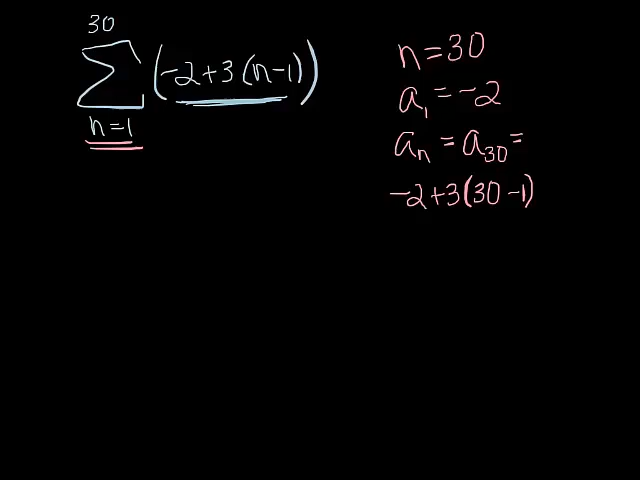 30
∑ (-2+3(n-1))
n=1
n=30
a₁=-2
aₙ=a₃₀=
-2+3(30-1)